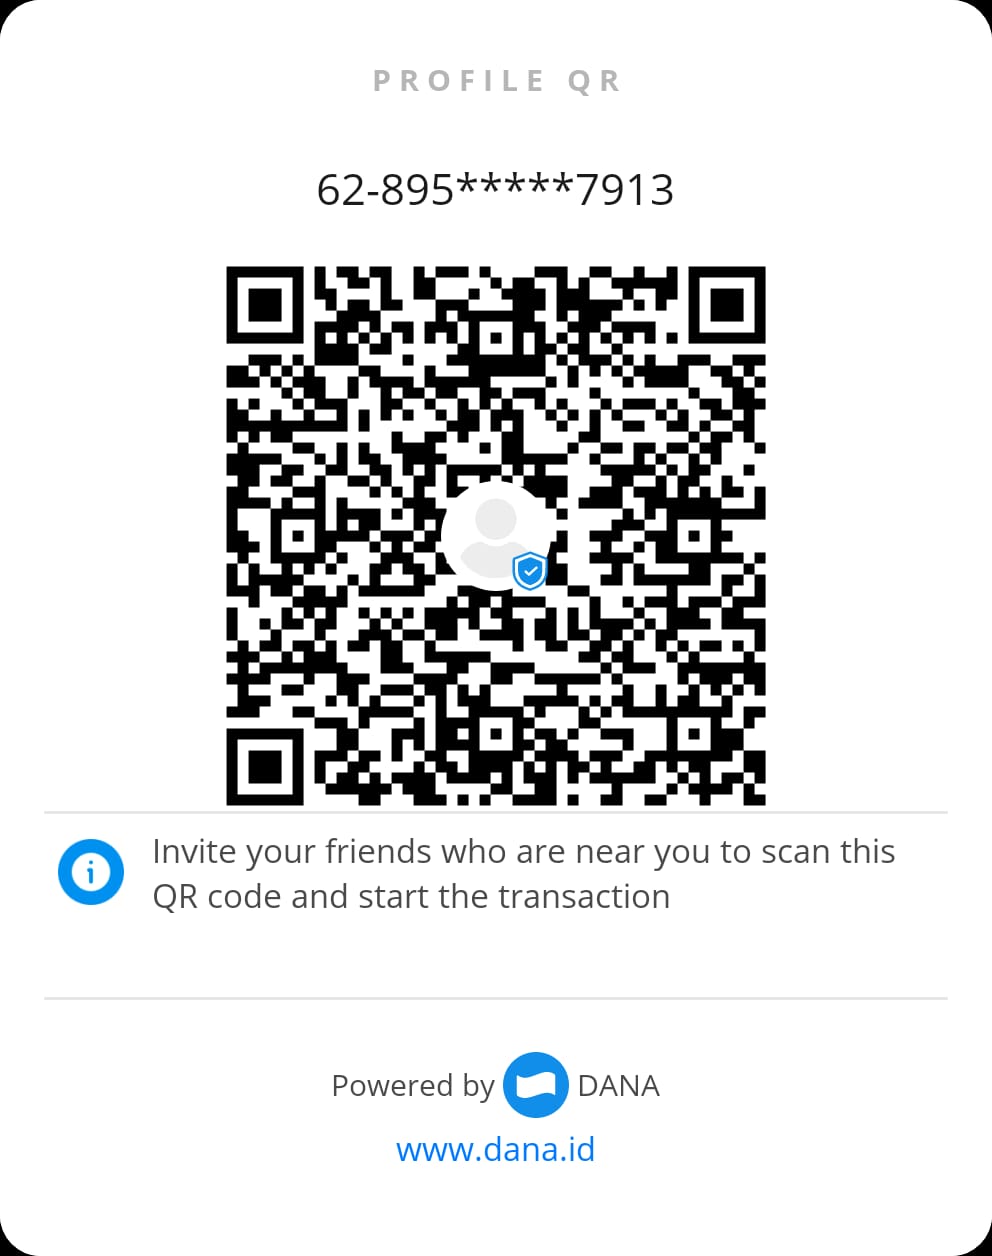 PROFILE QR
62-895*****7913
Invite your friends who are near you to scan this
QR code and start the transaction
Powered by DANA
www.dana.id